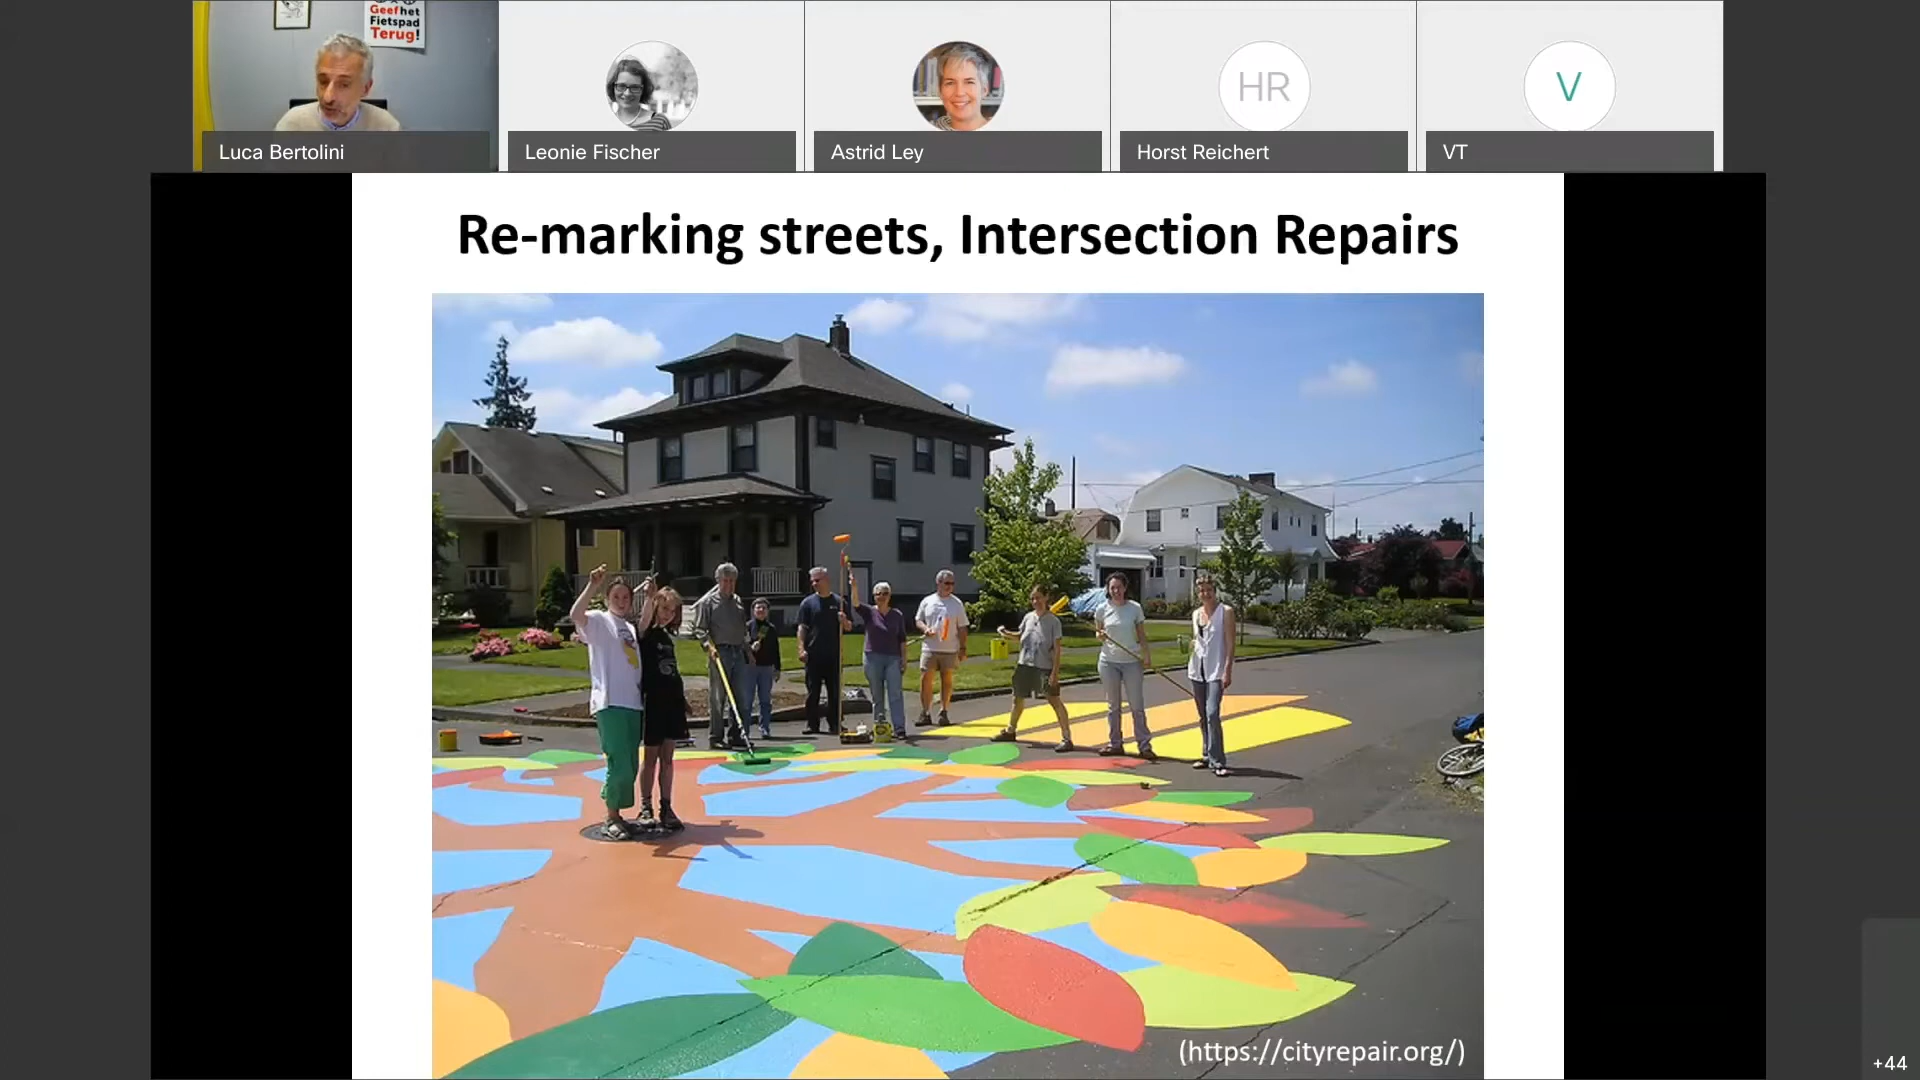 Geef het
Fietspad
Terug!
Luca Bertolini
Leonie Fischer
Astrid Ley
HR
Horst Reichert
V
VT
Re-marking streets, Intersection Repairs
(https://cityrepair.org/)
+44